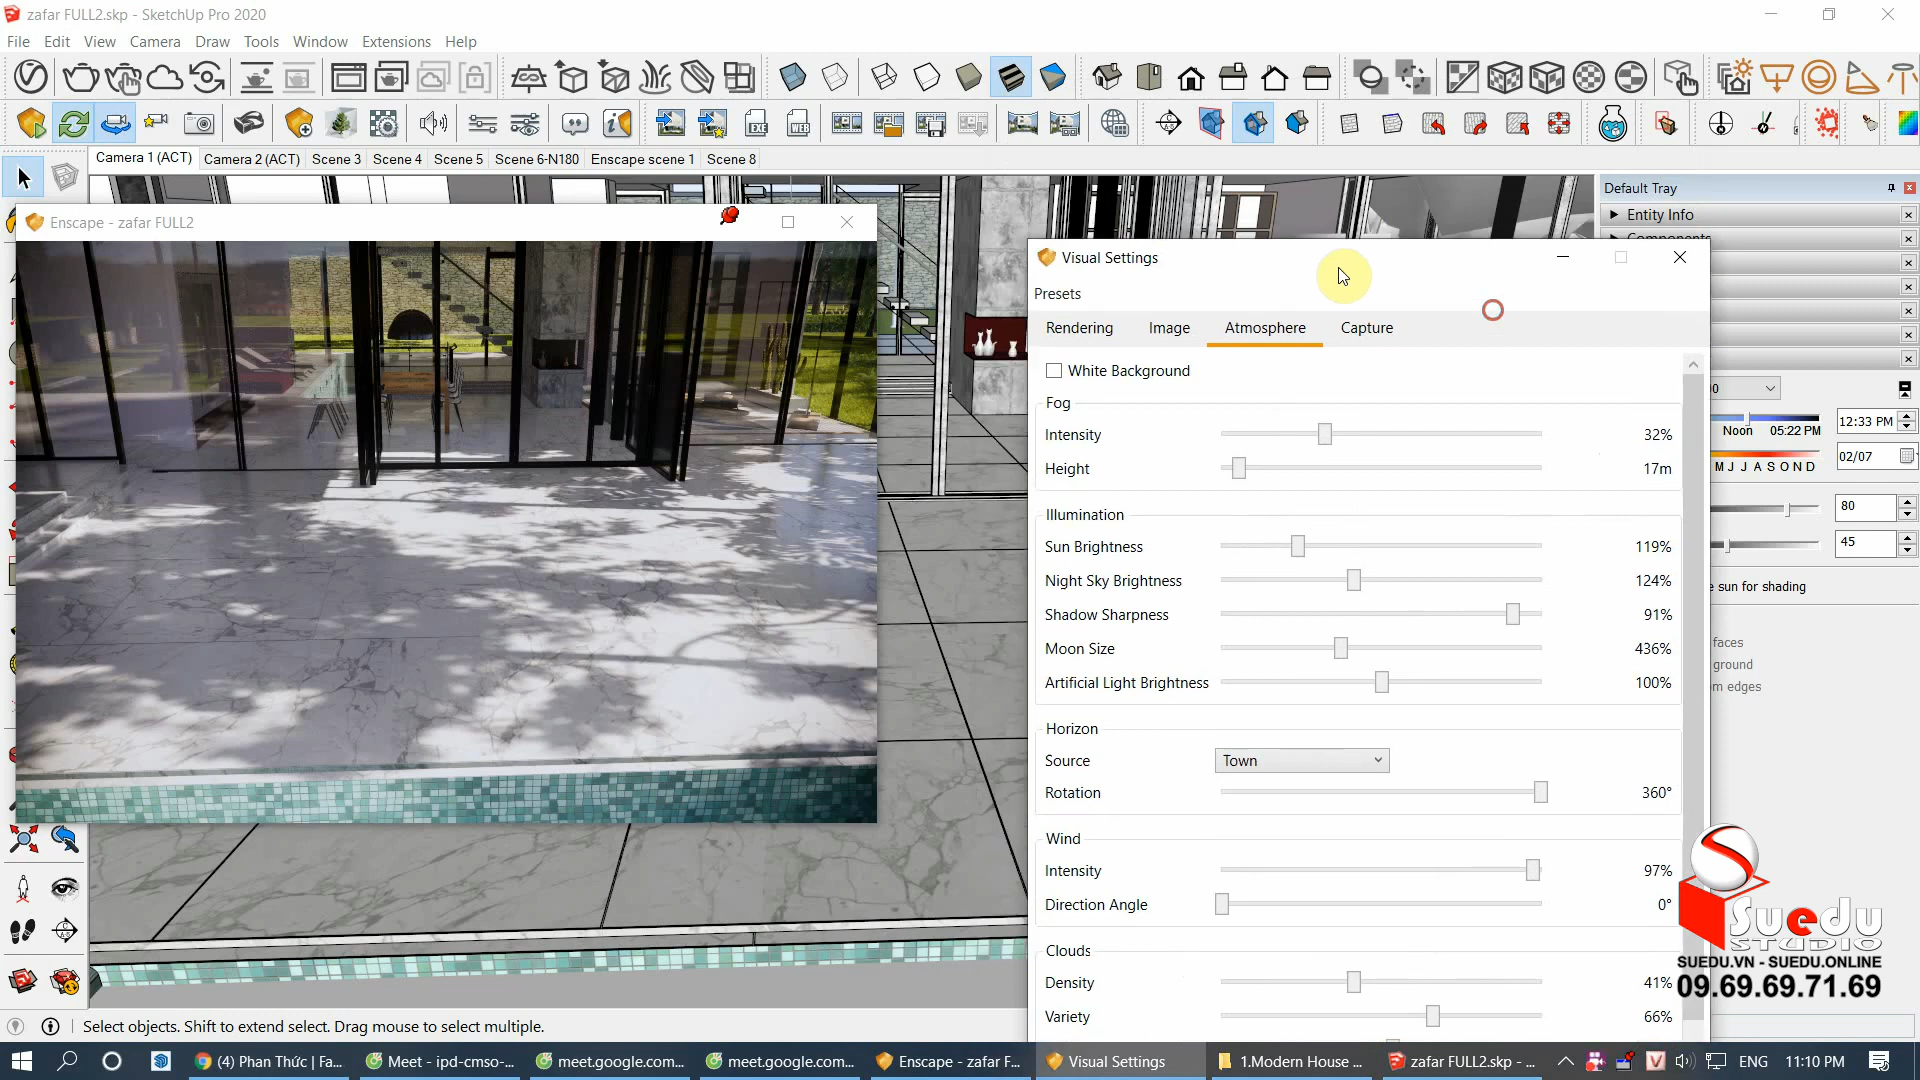 zafar FULL2.skp - SketchUp Pro 2020
File Edit View Camera Draw Tools Window Extensions Help
Camera 1 (ACT) Camera 2 (ACT) Scene 3 Scene 4 Scene 5 Scene 6-N180 Enscape scene 1 Scene 8
Default Tray
Entity Info
Enscape - zafar FULL2
Visual Settings
Presets
Rendering Image Atmosphere Capture
White Background
Fog
Intensity 32%
Height 17m
Illumination
Sun Brightness 119%
Night Sky Brightness 124%
Shadow Sharpness 91%
Moon Size 436%
Artificial Light Brightness 100%
Horizon
Source Town
Rotation 360°
Wind
Intensity 97%
Direction Angle 0°
Clouds
Density 41%
Variety 66%
12:33 PM
Noon 05:22 PM
02/07
M J J A S O N D
80
45
e sun for shading
faces
ground
m edges
Suedu
STUDIO
SUEDU.VN - SUEDU.ONLINE
09.69.69.71.69
Select objects. Shift to extend select. Drag mouse to select multiple.
(4) Phan Thức | Fa...
Meet - ipd-cmso-...
meet.google.com...
meet.google.com...
Enscape - zafar F...
Visual Settings
1.Modern House ...
zafar FULL2.skp - ...
ENG
11:10 PM